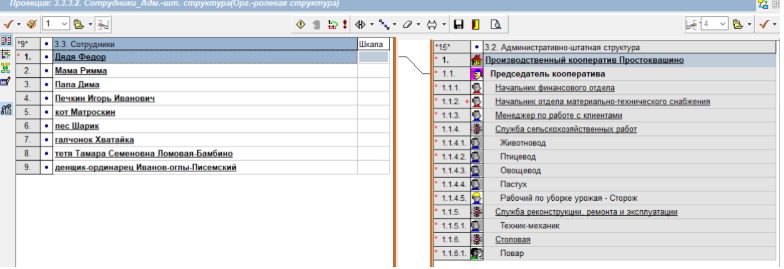 Проекция: 3.3.3.2. Сотрудники_Адм.-шт. структура(Орг.-ролевая структура)
1
4
*9* • 3.3. Сотрудники Шкала
* 1. • Дядя Федор
2. • Мама Римма
3. • Папа Дима
4. • Печкин Игорь Иванович
5. • кот Матроскин
6. • пес Шарик
7. • галчонок Хватайка
8. • тетя Тамара Семеновна Ломовая-Бамбино
9. • денщик-ординарец Иванов-оглы-Писемский
*15* • 3.2. Административно-штатная структура
* 1. Производственный кооператив Простоквашино
* 1.1. Председатель кооператива
* 1.1.1. Начальник финансового отдела
* 1.1.2. + Начальник отдела материально-технического снабжения
* 1.1.3. Менеджер по работе с клиентами
* 1.1.4. Служба сельскохозяйственных работ
* 1.1.4.1. Животновод
* 1.1.4.2. Птицевод
* 1.1.4.3. Овощевод
* 1.1.4.4. Пастух
* 1.1.4.5. Рабочий по уборке урожая - Сторож
* 1.1.5. Служба реконструкции, ремонта и эксплуатации
* 1.1.5.1. Техник-механик
* 1.1.6. Столовая
* 1.1.6.1. Повар